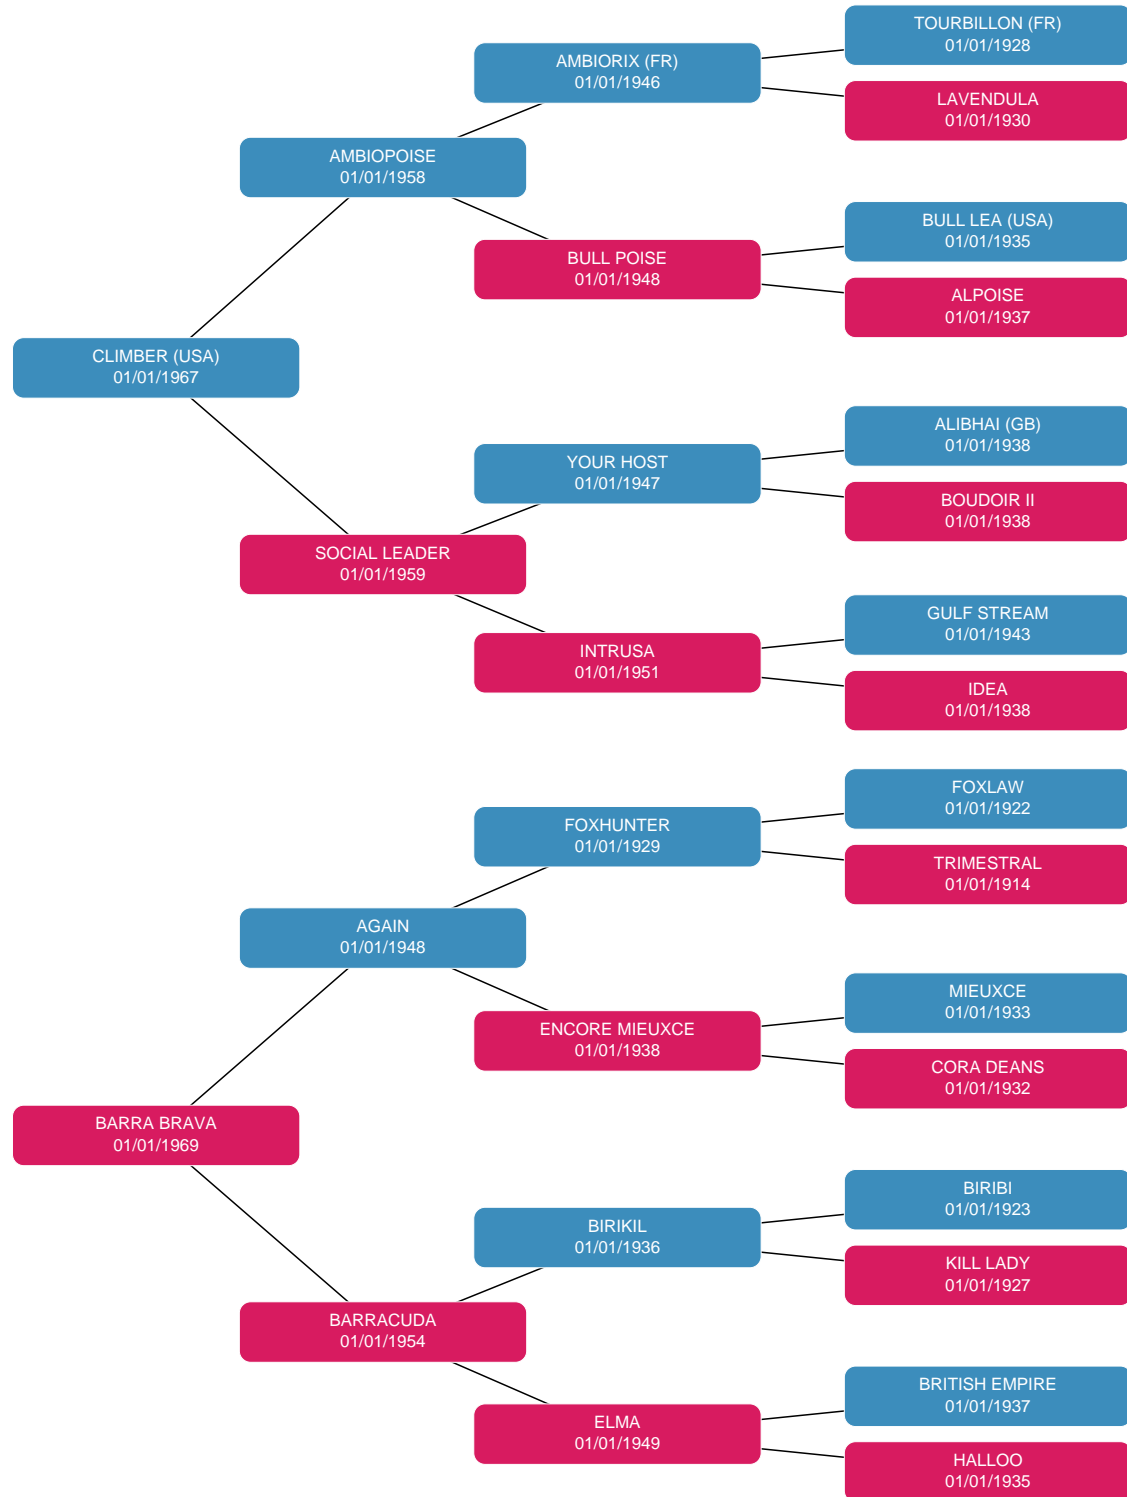 TOURBILLON (FR)
01/01/1928
AMBIORIX (FR)
01/01/1946
LAVENDULA
01/01/1930
AMBIOPOISE
01/01/1958
BULL LEA (USA)
01/01/1935
BULL POISE
01/01/1948
ALPOISE
01/01/1937
CLIMBER (USA)
01/01/1967
ALIBHAI (GB)
01/01/1938
YOUR HOST
01/01/1947
BOUDOIR II
01/01/1938
SOCIAL LEADER
01/01/1959
GULF STREAM
01/01/1943
INTRUSA
01/01/1951
IDEA
01/01/1938
FOXLAW
01/01/1922
FOXHUNTER
01/01/1929
TRIMESTRAL
01/01/1914
AGAIN
01/01/1948
MIEUXCE
01/01/1933
ENCORE MIEUXCE
01/01/1938
CORA DEANS
01/01/1932
BARRA BRAVA
01/01/1969
BIRIBI
01/01/1923
BIRIKIL
01/01/1936
KILL LADY
01/01/1927
BARRACUDA
01/01/1954
BRITISH EMPIRE
01/01/1937
ELMA
01/01/1949
HALLOO
01/01/1935